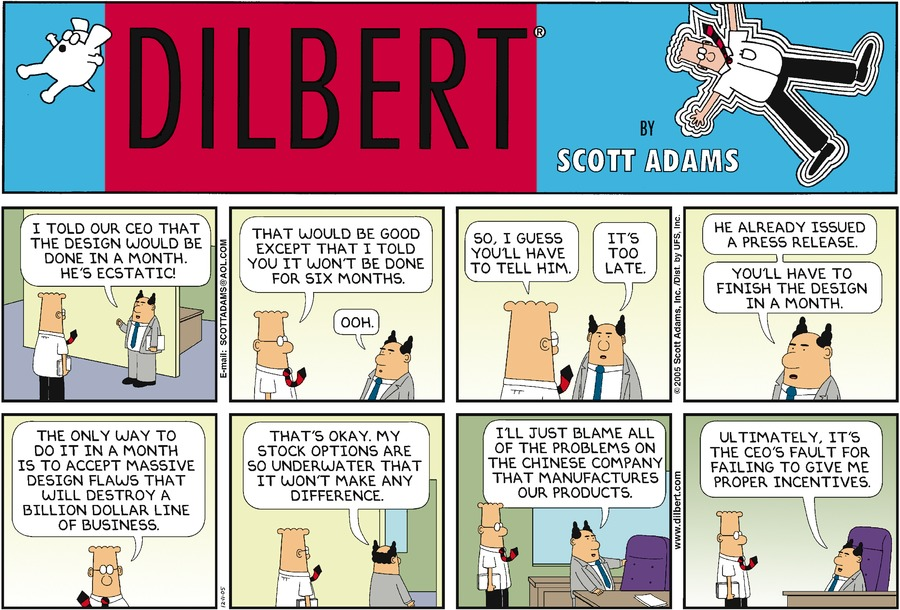 DILBERT®
BY
SCOTT ADAMS
I TOLD OUR CEO THAT
THE DESIGN WOULD BE
DONE IN A MONTH.
HE'S ECSTATIC!
E-mail: SCOTTADAMS@AOL.COM
THAT WOULD BE GOOD
EXCEPT THAT I TOLD
YOU IT WON'T BE DONE
FOR SIX MONTHS.
OOH.
SO, I GUESS
YOU'LL HAVE
TO TELL HIM.
IT'S
TOO
LATE.
© 2005 Scott Adams, Inc. /Dist. by UFS, Inc.
HE ALREADY ISSUED
A PRESS RELEASE.
YOU'LL HAVE TO
FINISH THE DESIGN
IN A MONTH.
THE ONLY WAY TO
DO IT IN A MONTH
IS TO ACCEPT MASSIVE
DESIGN FLAWS THAT
WILL DESTROY A
BILLION DOLLAR LINE
OF BUSINESS.
THAT'S OKAY. MY
STOCK OPTIONS ARE
SO UNDERWATER THAT
IT WON'T MAKE ANY
DIFFERENCE.
I'LL JUST BLAME ALL
OF THE PROBLEMS ON
THE CHINESE COMPANY
THAT MANUFACTURES
OUR PRODUCTS.
www.dilbert.com
ULTIMATELY, IT'S
THE CEO'S FAULT FOR
FAILING TO GIVE ME
PROPER INCENTIVES.